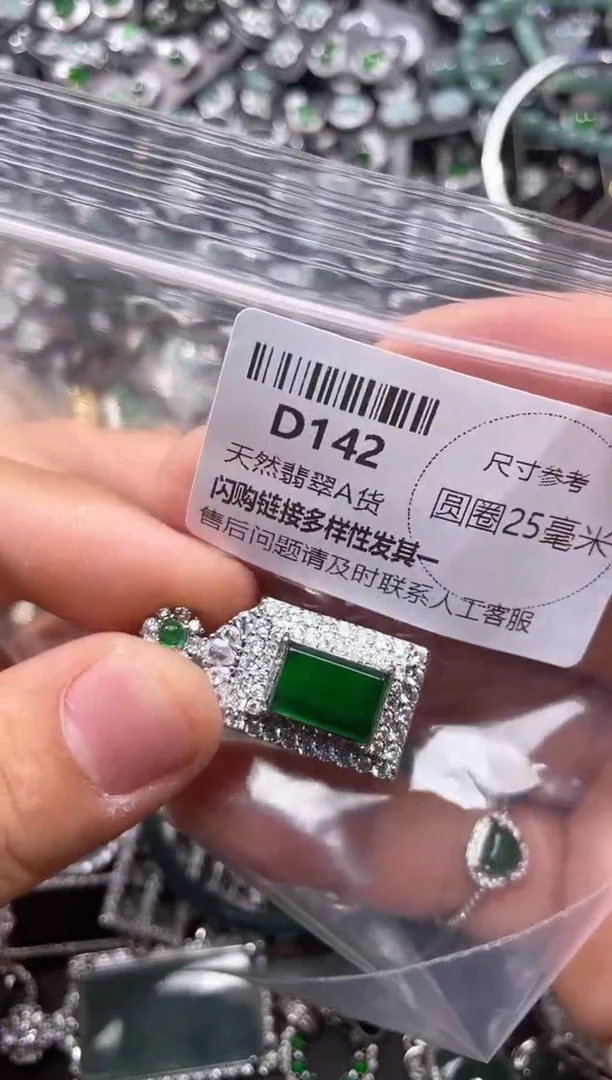 D142
天然翡翠A货
闪购链接多样性发其一
售后问题请及时联系人工客服
尺寸参考
圆圈25毫米